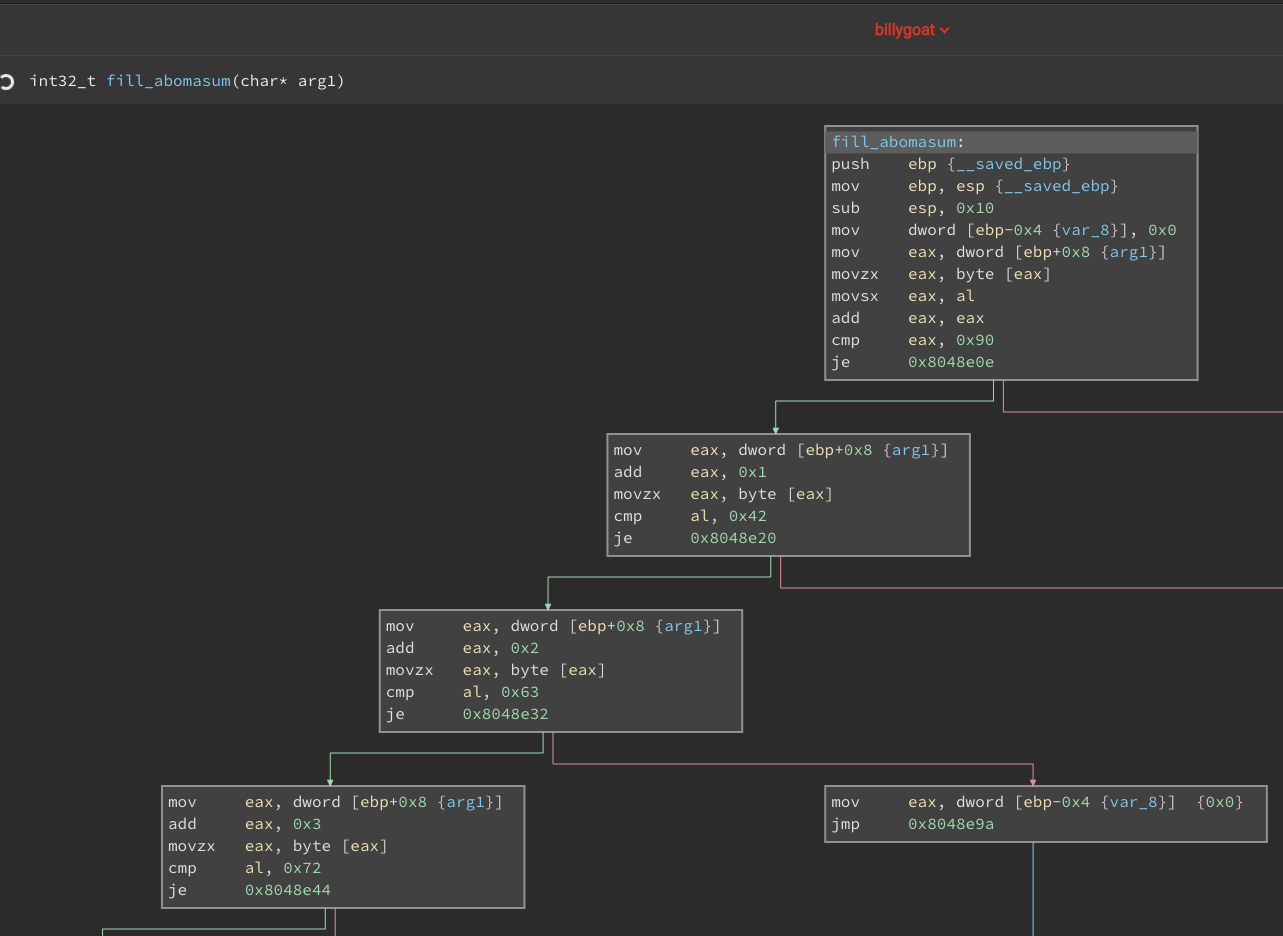 billygoat
int32_t fill_abomasum(char* arg1)
fill_abomasum:
push ebp {__saved_ebp}
mov ebp, esp {__saved_ebp}
sub esp, 0x10
mov dword [ebp-0x4 {var_8}], 0x0
mov eax, dword [ebp+0x8 {arg1}]
movzx eax, byte [eax]
movsx eax, al
add eax, eax
cmp eax, 0x90
je 0x8048e0e
mov eax, dword [ebp+0x8 {arg1}]
add eax, 0x1
movzx eax, byte [eax]
cmp al, 0x42
je 0x8048e20
mov eax, dword [ebp+0x8 {arg1}]
add eax, 0x2
movzx eax, byte [eax]
cmp al, 0x63
je 0x8048e32
mov eax, dword [ebp+0x8 {arg1}]
add eax, 0x3
movzx eax, byte [eax]
cmp al, 0x72
je 0x8048e44
mov eax, dword [ebp-0x4 {var_8}] {0x0}
jmp 0x8048e9a